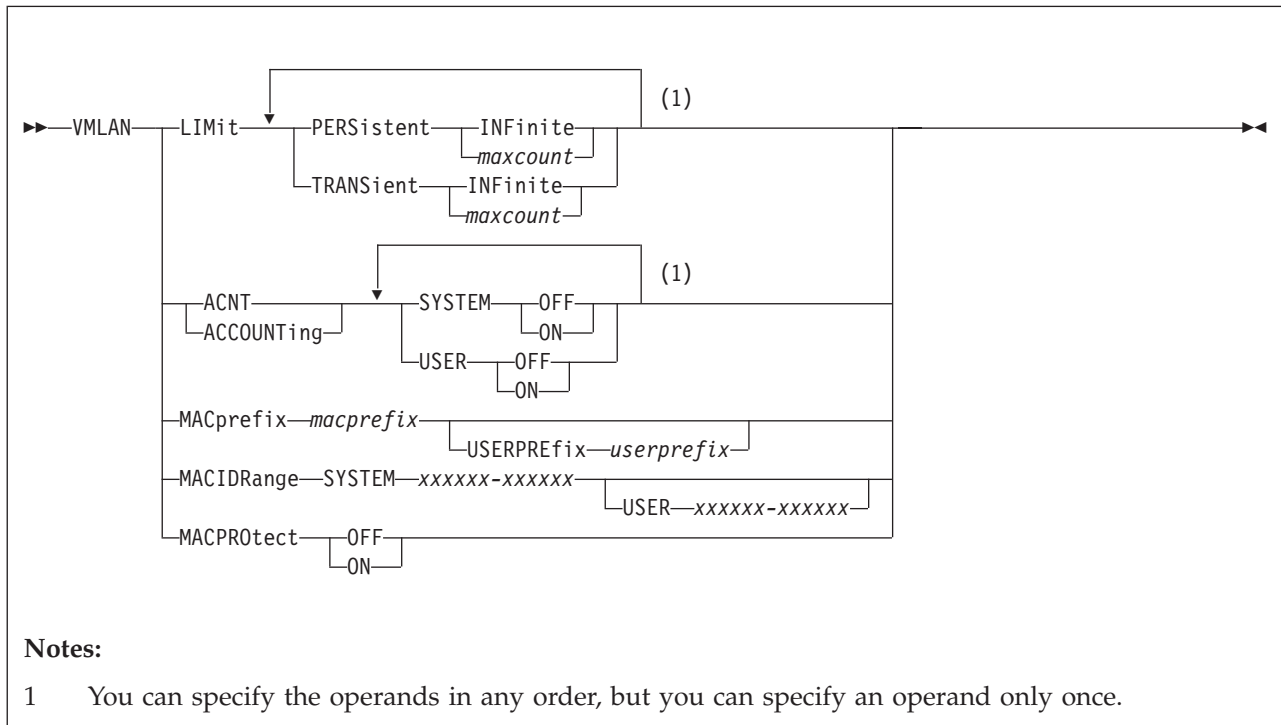 (1)
VMLAN LIMit PERSistent INFinite
maxcount
TRANSient INFinite
maxcount
(1)
ACNT SYSTEM OFF
ACCOUNTing ON
USER OFF
ON
MACprefix macprefix
USERPREfix userprefix
MACIDRange SYSTEM xxxxxx-xxxxxx
USER xxxxxx-xxxxxx
MACPROtect OFF
ON
Notes:
1 You can specify the operands in any order, but you can specify an operand only once.